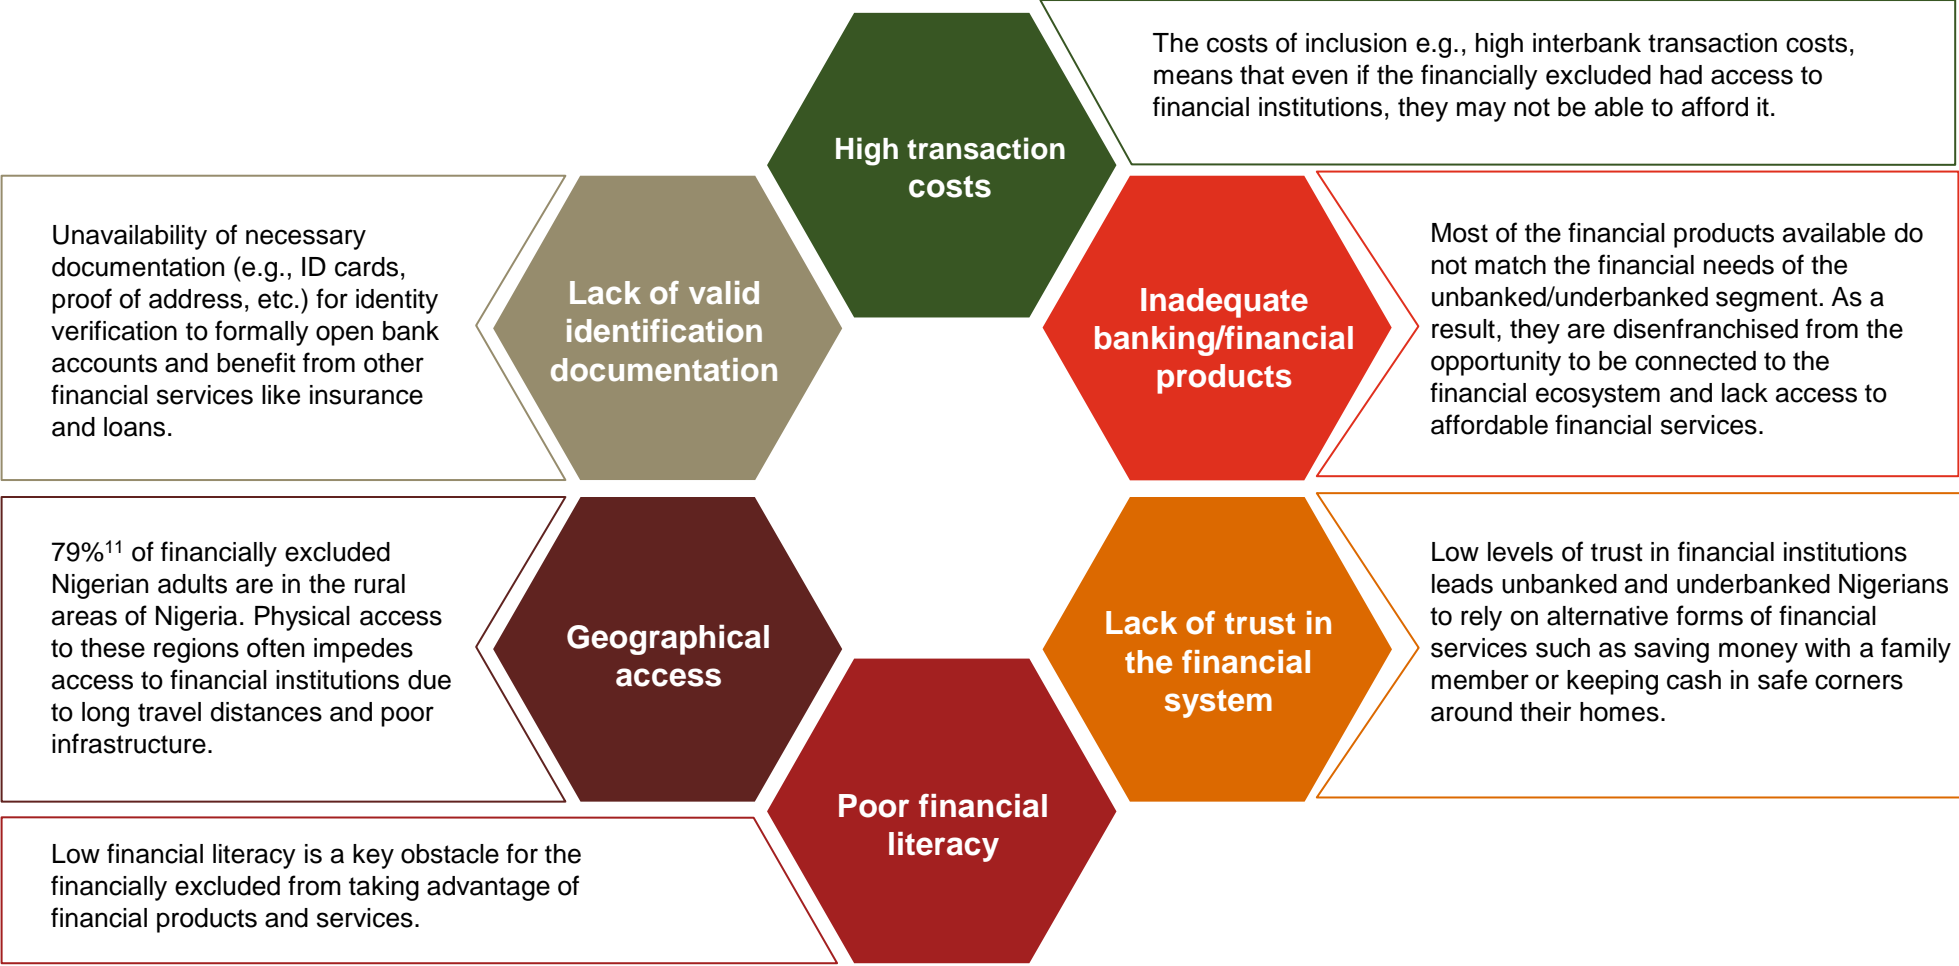 The costs of inclusion e.g., high interbank transaction costs,
means that even if the financially excluded had access to
financial institutions, they may not be able to afford it.
High transaction
costs
Unavailability of necessary
documentation (e.g., ID cards,
proof of address, etc.) for identity
verification to formally open bank
accounts and benefit from other
financial services like insurance
and loans.
Lack of valid
identification
documentation
Inadequate
banking/financial
products
Most of the financial products available do
not match the financial needs of the
unbanked/underbanked segment. As a
result, they are disenfranchised from the
opportunity to be connected to the
financial ecosystem and lack access to
affordable financial services.
79%¹¹ of financially excluded
Nigerian adults are in the rural
areas of Nigeria. Physical access
to these regions often impedes
access to financial institutions due
to long travel distances and poor
infrastructure.
Geographical
access
Lack of trust in
the financial
system
Low levels of trust in financial institutions
leads unbanked and underbanked Nigerians
to rely on alternative forms of financial
services such as saving money with a family
member or keeping cash in safe corners
around their homes.
Poor financial
literacy
Low financial literacy is a key obstacle for the
financially excluded from taking advantage of
financial products and services.